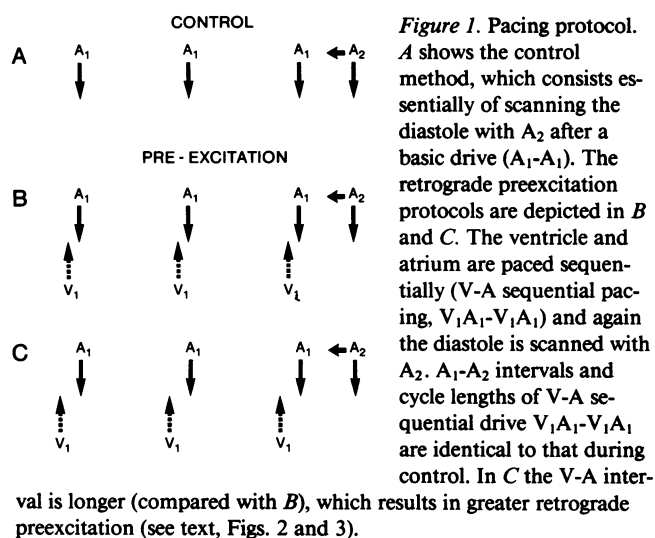 CONTROL
A A₁ A₁ A₁ A₂
PRE-EXCITATION
B A₁ A₁ A₁ A₂
V₁ V₁ V₁
C A₁ A₁ A₁ A₂
V₁ V₁ V₁
Figure 1. Pacing protocol.
A shows the control
method, which consists es-
sentially of scanning the
diastole with A₂ after a
basic drive (A₁-A₁). The
retrograde preexcitation
protocols are depicted in B
and C. The ventricle and
atrium are paced sequen-
tially (V-A sequential pac-
ing, V₁A₁-V₁A₁) and again
the diastole is scanned with
A₂. A₁-A₂ intervals and
cycle lengths of V-A se-
quential drive V₁A₁-V₁A₁
are identical to that during
control. In C the V-A inter-
val is longer (compared with B), which results in greater retrograde
preexcitation (see text, Figs. 2 and 3).